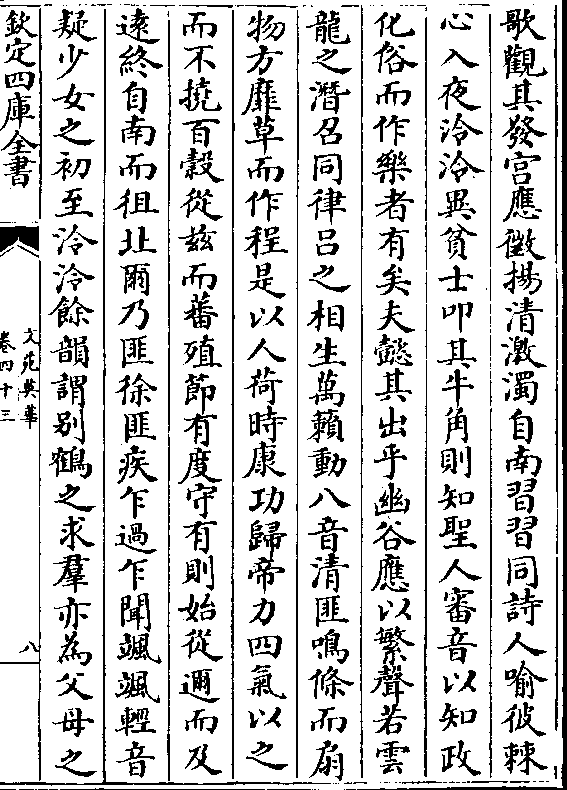 歌觀其發宫應徵揚清激濁自南習習同詩人喻彼棘
心入夜泠泠異貧士叩其牛角則知聖人審音以知政
化俗而作樂者有矣夫懿其出乎幽谷應以繁聲若雲
龍之潛召同律吕之相生萬籟動八音清匪鳴條而扇
物方靡草而作程是以人荷時康功歸帝力四氣以之
而不撓百穀從兹而蕃殖節有度守有則始從邇而及
逺終自南而徂北爾乃匪徐匪疾乍過乍聞颯颯輕音
疑少女之初至泠泠餘韻謂别鶴之求羣亦為父母之
欽定四庫全書
文苑英華
卷四十三
八